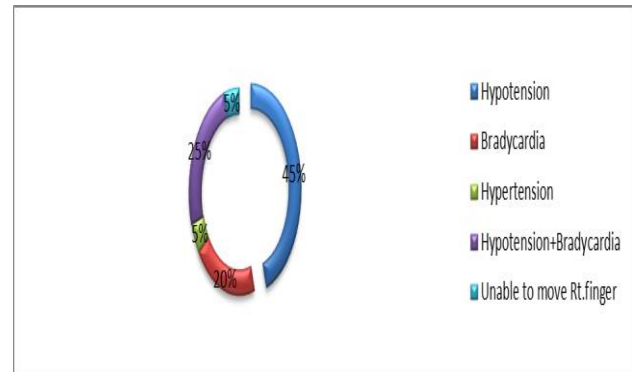 5%
25%
45%
5%
20%
Hypotension
Bradycardia
Hypertension
Hypotension+Bradycardia
Unable to move Rt.finger